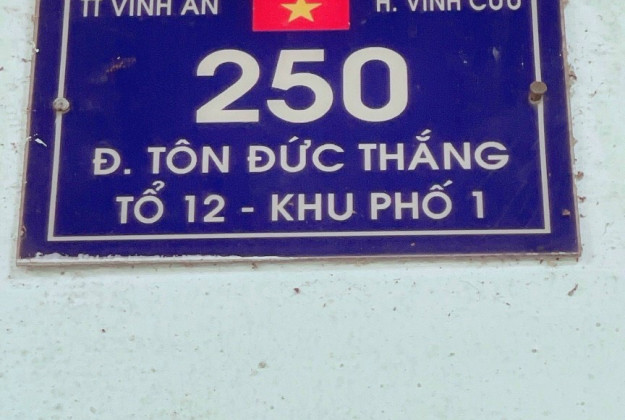 TT VĨNH AN H. VĨNH CỬU
250
Đ. TÔN ĐỨC THẮNG
TỔ 12 - KHU PHỐ 1